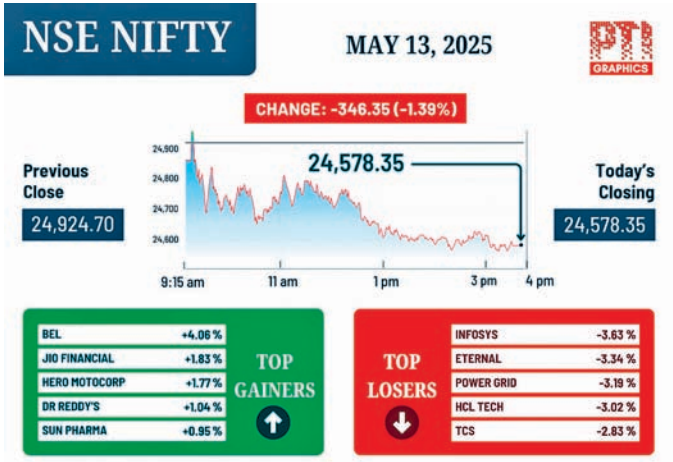 NSE NIFTY
MAY 13, 2025
PTI
GRAPHICS
CHANGE: -346.35 (-1.39%)
Previous
Close
24,924.70
24,900
24,800
24,700
24,600
24,578.35
Today's
Closing
24,578.35
9:15 am 11 am 1 pm 3 pm 4 pm
TOP
GAINERS
BEL +4.06 %
JIO FINANCIAL +1.83 %
HERO MOTOCORP +1.77 %
DR REDDY'S +1.04 %
SUN PHARMA +0.95 %
TOP
LOSERS
INFOSYS -3.63 %
ETERNAL -3.34 %
POWER GRID -3.19 %
HCL TECH -3.02 %
TCS -2.83 %